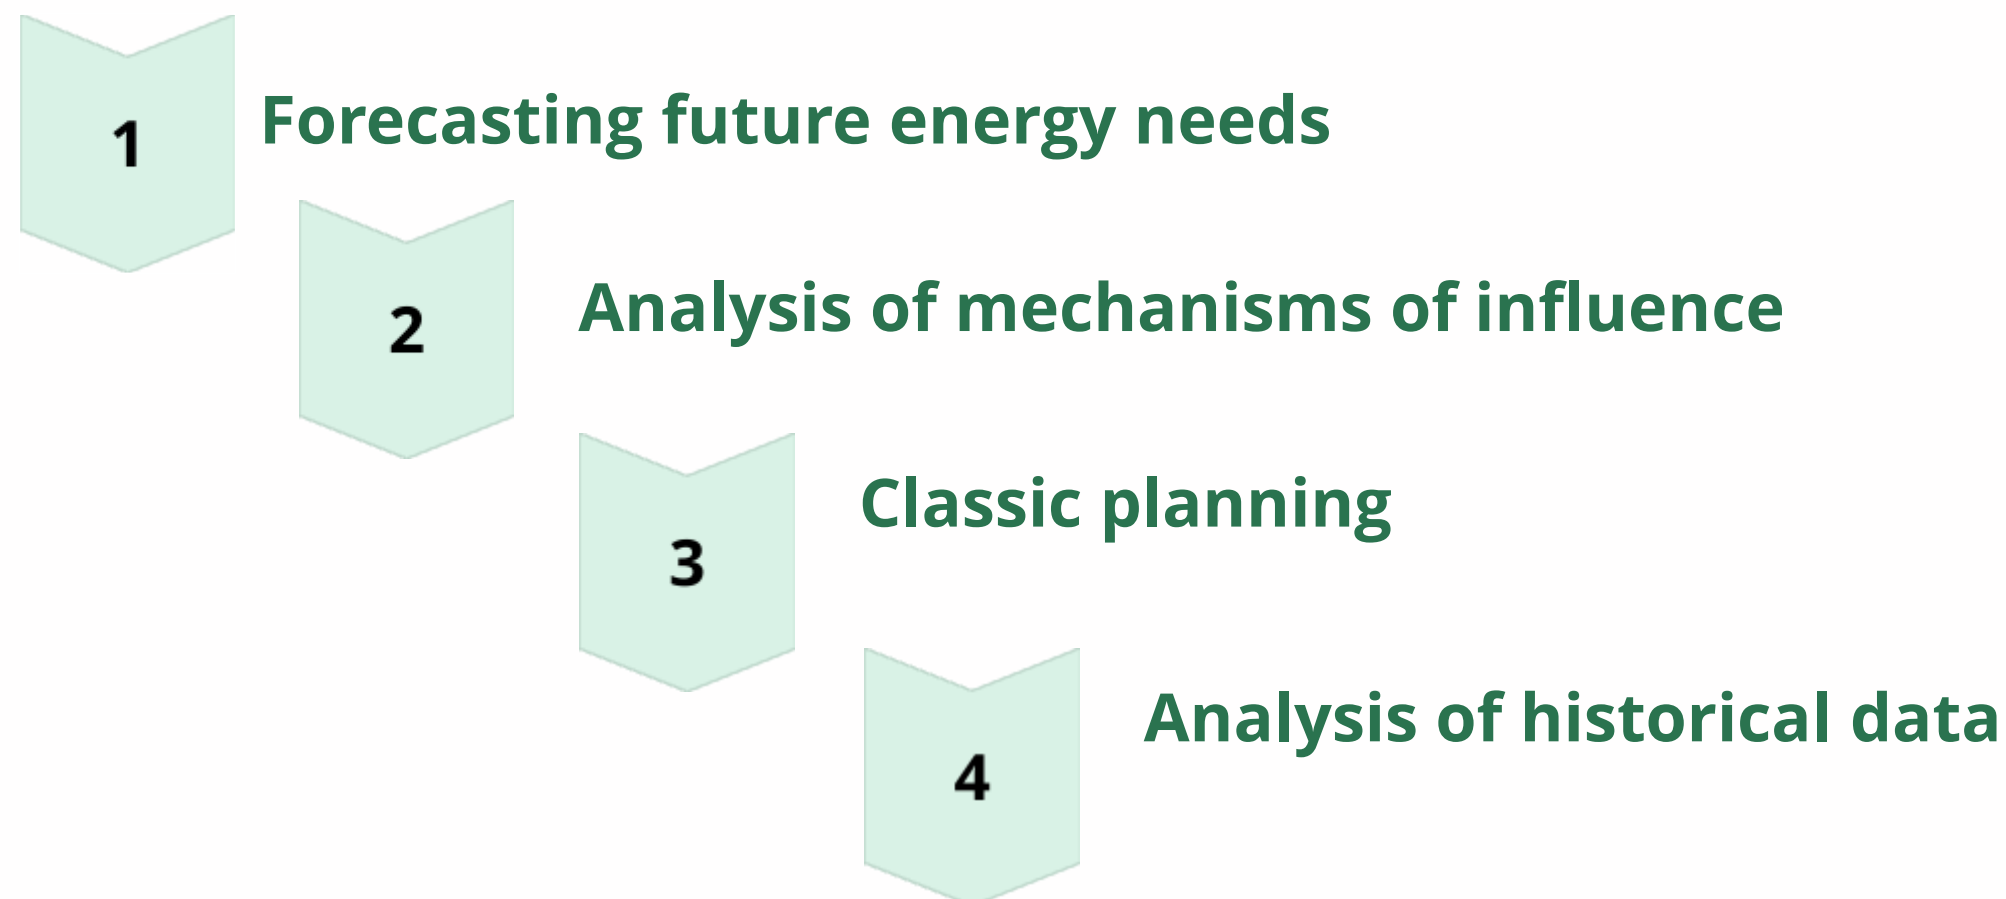 1
Forecasting future energy needs
2
Analysis of mechanisms of influence
3
Classic planning
4
Analysis of historical data